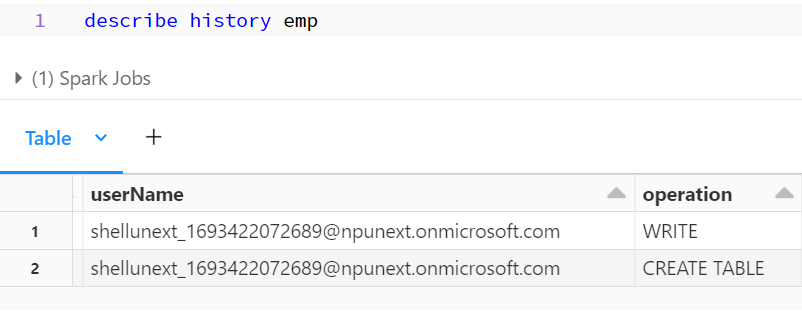 1 describe history emp
(1) Spark Jobs
Table +
userName operation
1 shellunext_1693422072689@npunext.onmicrosoft.com WRITE
2 shellunext_1693422072689@npunext.onmicrosoft.com CREATE TABLE